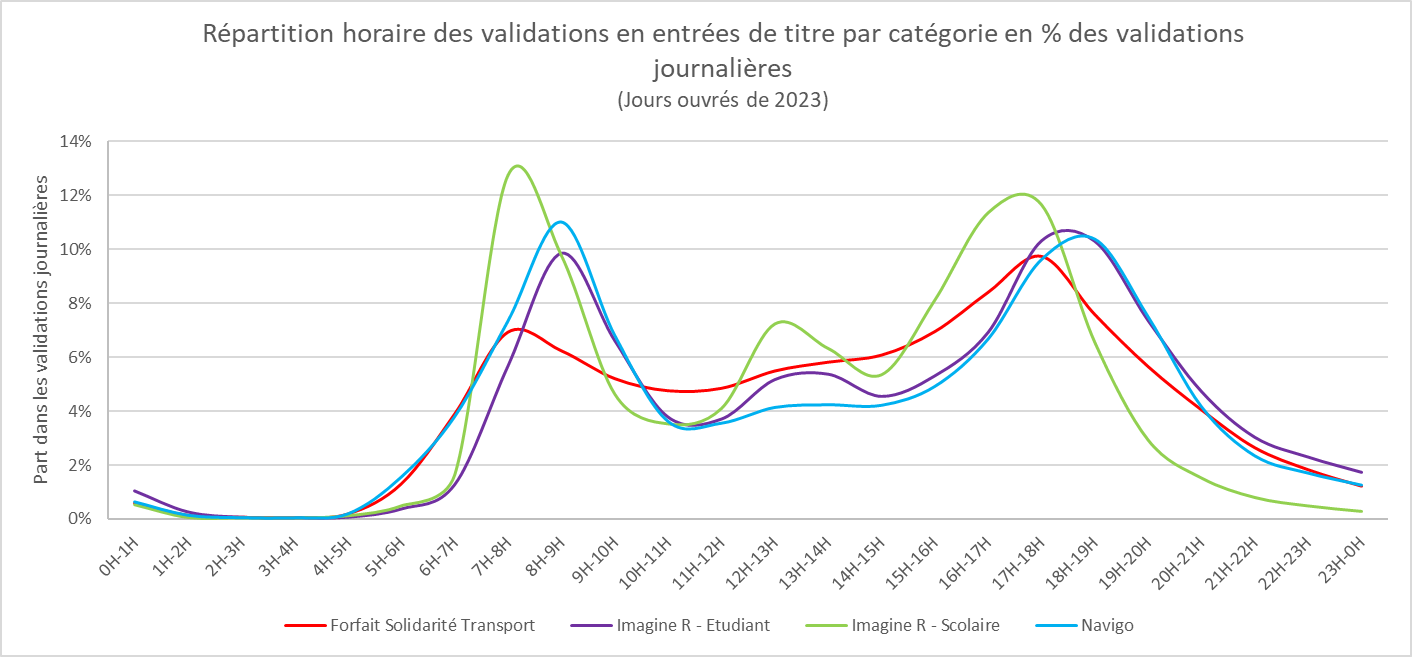 Répartition horaire des validations en entrées de titre par catégorie en % des validations
journalières
(Jours ouvrés de 2023)
Part dans les validations journalières
14%
12%
10%
8%
6%
4%
2%
0%
0H-1H
1H-2H
2H-3H
3H-4H
4H-5H
5H-6H
6H-7H
7H-8H
8H-9H
9H-10H
10H-11H
11H-12H
12H-13H
13H-14H
14H-15H
15H-16H
16H-17H
17H-18H
18H-19H
19H-20H
20H-21H
21H-22H
22H-23H
23H-0H
Forfait Solidarité Transport
Imagine R - Etudiant
Imagine R - Scolaire
Navigo